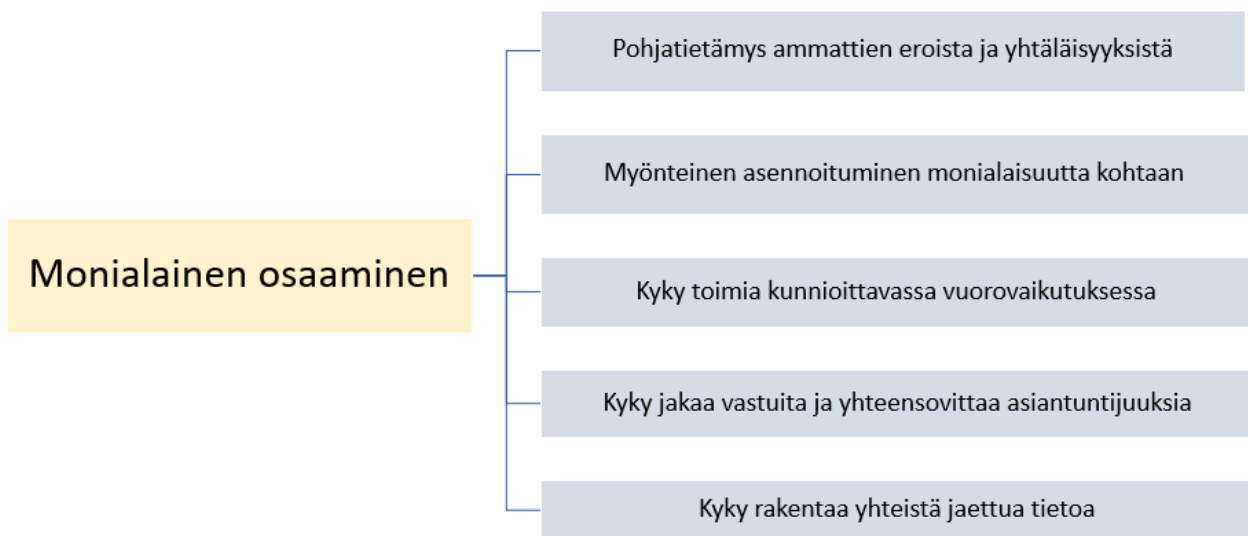 Monialainen osaaminen
Pohjatietämys ammattien eroista ja yhtäläisyyksistä
Myönteinen asennoituminen monialaisuutta kohtaan
Kyky toimia kunnioittavassa vuorovaikutuksessa
Kyky jakaa vastuita ja yhteensovittaa asiantuntijuuksia
Kyky rakentaa yhteistä jaettua tietoa